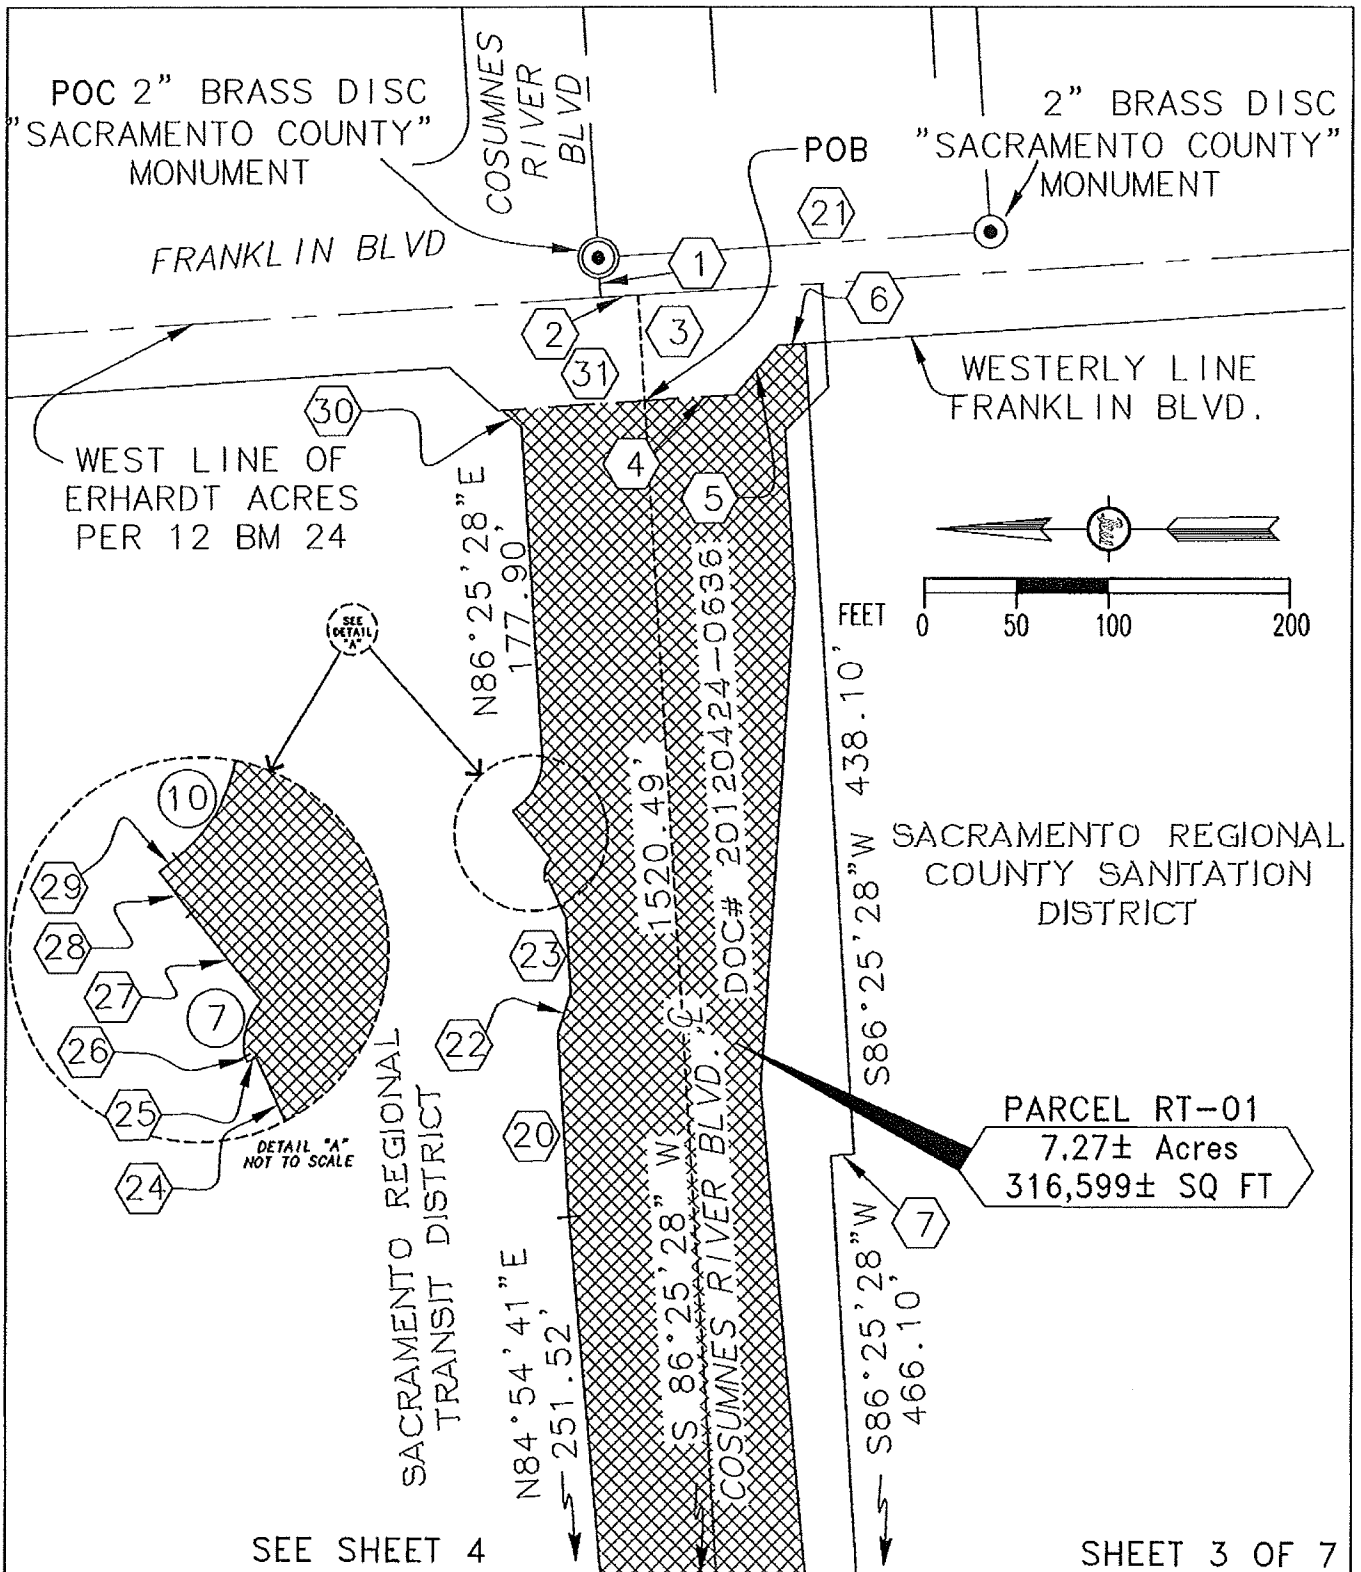 POC 2" BRASS DISC
"SACRAMENTO COUNTY"
MONUMENT
COSUMNES
RIVER
BLVD
2" BRASS DISC
"SACRAMENTO COUNTY"
MONUMENT
POB
21
FRANKLIN BLVD
1
6
2
3
31
WESTERLY LINE
FRANKLIN BLVD.
30
WEST LINE OF
ERHARDT ACRES
PER 12 BM 24
4
5
N86°25'28"E
177.90'
FEET
0
50
100
200
SEE
DETAIL
"A"
10
29
28
27
7
26
25
24
DETAIL "A"
NOT TO SCALE
1520.49'
DOC# 20120424-0636
S86°25'28"W 438.10'
SACRAMENTO REGIONAL
COUNTY SANITATION
DISTRICT
23
22
20
SACRAMENTO REGIONAL
TRANSIT DISTRICT
PARCEL RT-01
7.27± Acres
316,599± SQ FT
7
N84°54'41"E
251.52'
S 86°25'28" W
COSUMNES RIVER BLVD.,
S86°25'28"W
466.10'
SEE SHEET 4
SHEET 3 OF 7